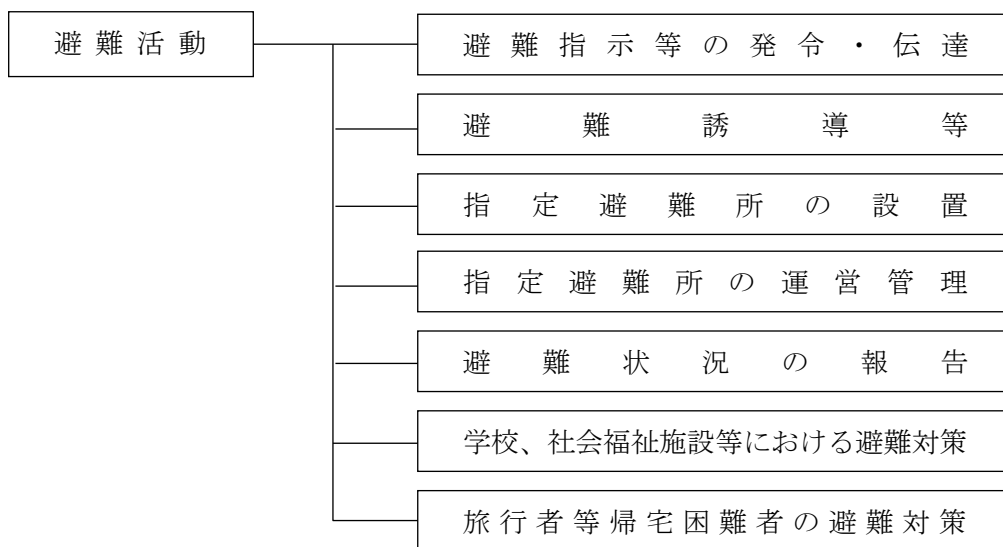 避難活動
避難指示等の発令・伝達
避難誘導等
指定避難所の設置
指定避難所の運営管理
避難状況の報告
学校、社会福祉施設等における避難対策
旅行者等帰宅困難者の避難対策